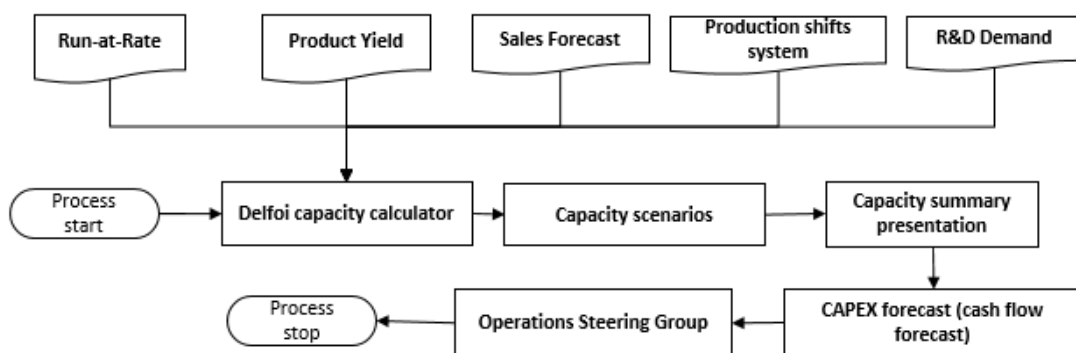 Run-at-Rate
Product Yield
Sales Forecast
Production shifts
system
R&D Demand
Process
start
Delfoi capacity calculator
Capacity scenarios
Capacity summary
presentation
Process
stop
Operations Steering Group
CAPEX forecast (cash flow
forecast)